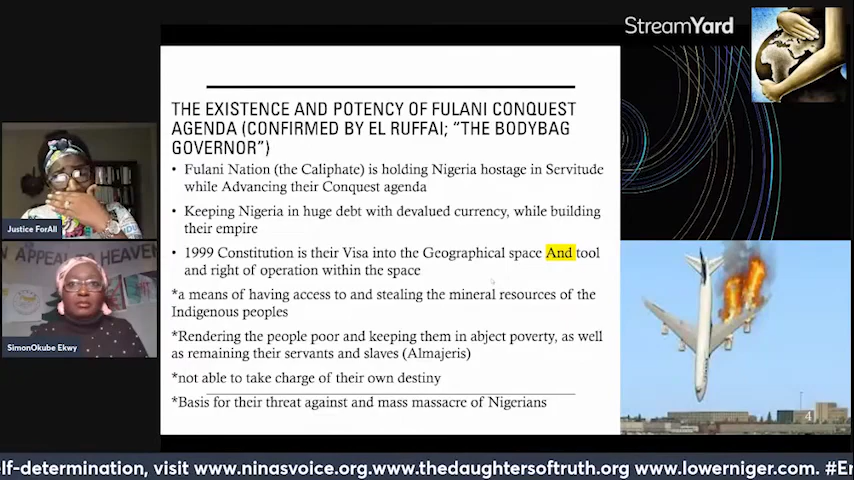 StreamYard
THE EXISTENCE AND POTENCY OF FULANI CONQUEST
AGENDA (CONFIRMED BY EL RUFFAI; “THE BODYBAG
GOVERNOR”)
• Fulani Nation (the Caliphate) is holding Nigeria hostage in Servitude
while Advancing their Conquest agenda
• Keeping Nigeria in huge debt with devalued currency, while building
their empire
• 1999 Constitution is their Visa into the Geographical space And tool
and right of operation within the space
*a means of having access to and stealing the mineral resources of the
Indigenous peoples
*Rendering the people poor and keeping them in abject poverty, as well
as remaining their servants and slaves (Almajeris)
*not able to take charge of their own destiny
*Basis for their threat against and mass massacre of Nigerians
4
Justice ForAll
AN APPEAL TO HEAVEN
SimonOkube Ekwy
elf-determination, visit www.ninasvoice.org.www.thedaughtersoftruth.org www.lowerniger.com. #En